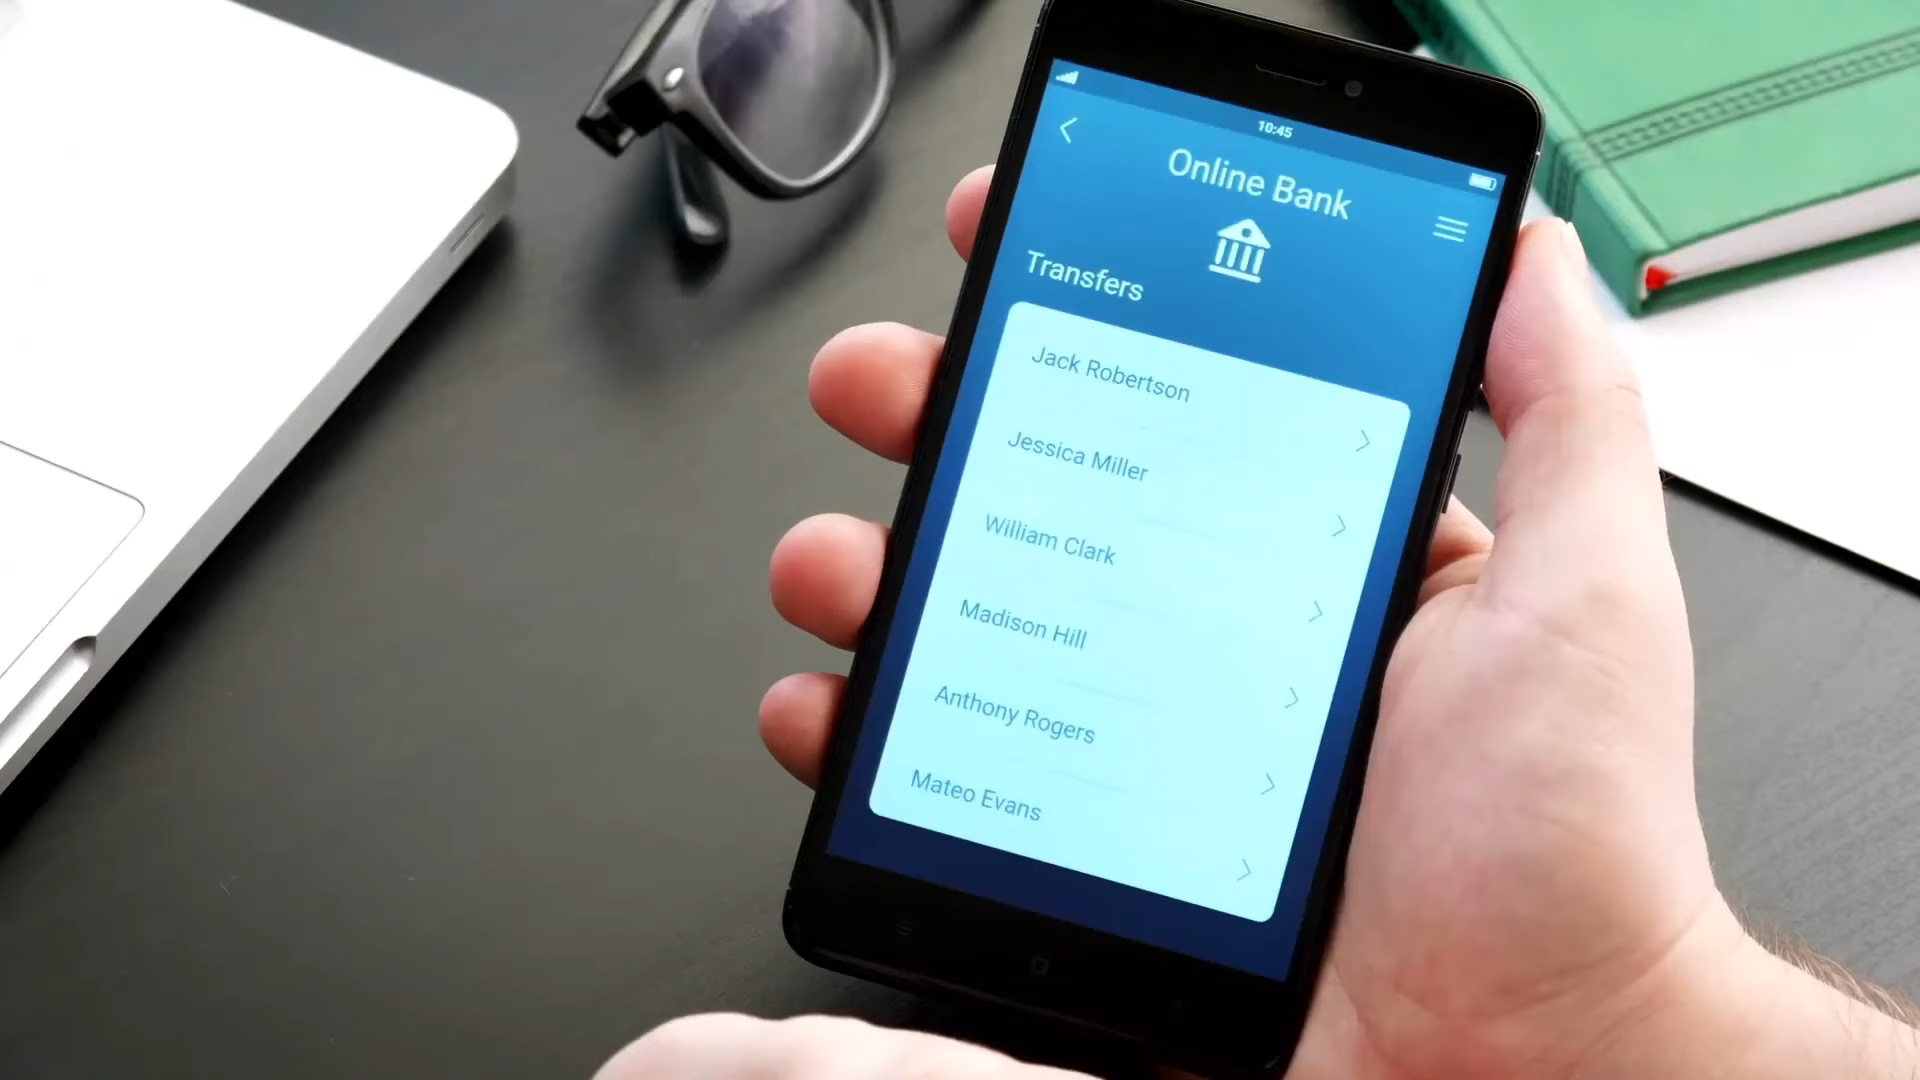 10:45
Online Bank
Transfers
Jack Robertson
Jessica Miller
William Clark
Madison Hill
Anthony Rogers
Mateo Evans